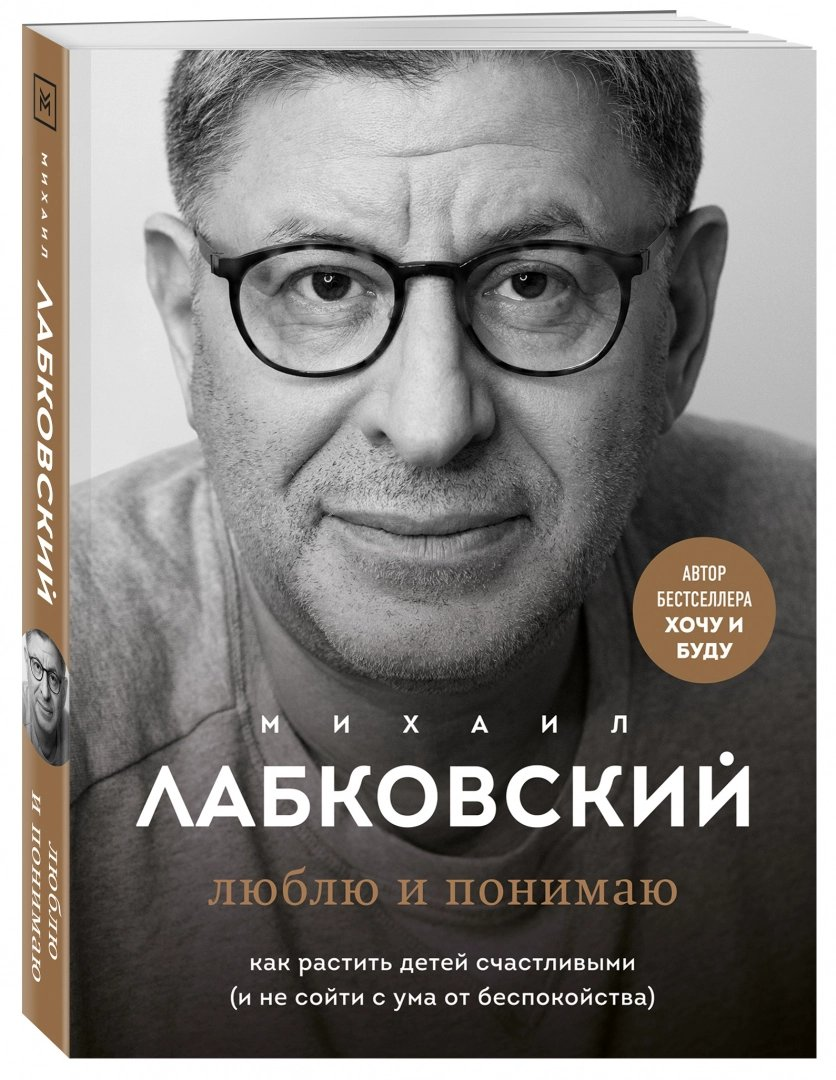 МИХАИЛ
ЛАБКОВСКИЙ
люблю
и понимаю
АВТОР
БЕСТСЕЛЛЕРА
ХОЧУ И
БУДУ
МИХАИЛ
ЛАБКОВСКИЙ
люблю и понимаю
как растить детей счастливыми
(и не сойти с ума от беспокойства)